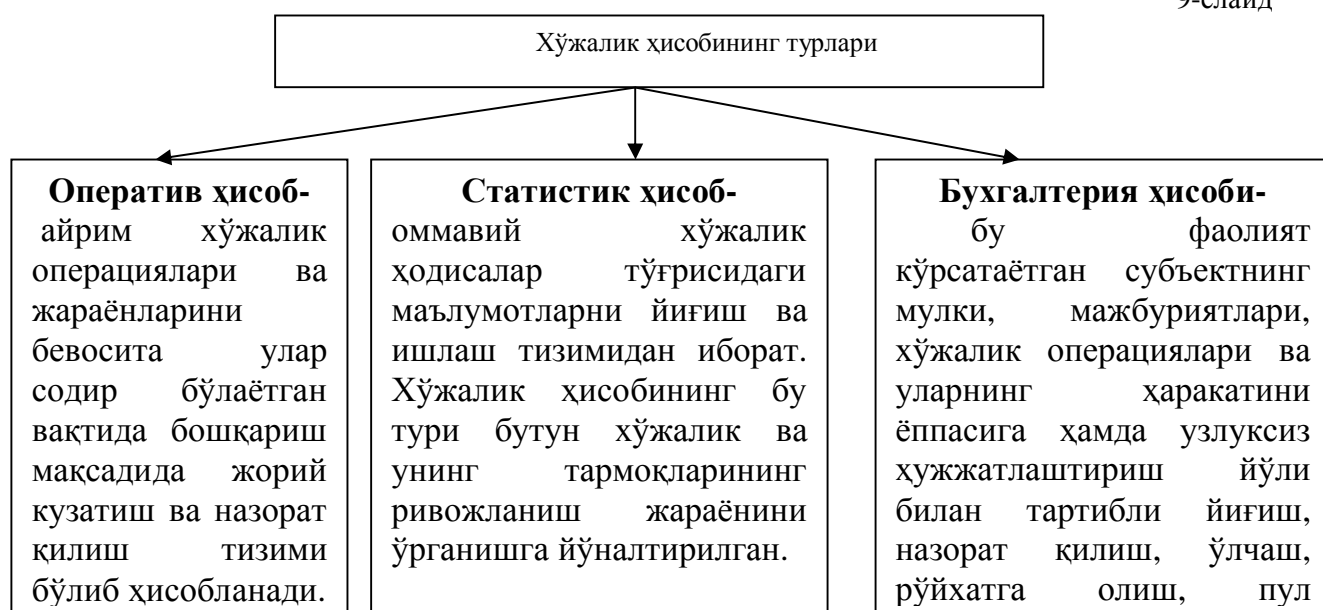 9-слайд
Хўжалик ҳисобининг турлари
Оператив ҳисоб-
айрим хўжалик
операциялари ва
жараёнларини
бевосита улар
содир бўлаётган
вақтида бошқариш
мақсадида жорий
кузатиш ва назорат
қилиш тизими
бўлиб ҳисобланади.
Статистик ҳисоб-
оммавий хўжалик
ҳодисалар тўғрисидаги
маълумотларни йиғиш ва
ишлаш тизимидан иборат.
Хўжалик ҳисобининг бу
тури бутун хўжалик ва
унинг тармоқларининг
ривожланиш жараёнини
ўрганишга йўналтирилган.
Бухгалтерия ҳисоби-
бу фаолият
кўрсатаётган субъектнинг
мулки, мажбуриятлари,
хўжалик операциялари ва
уларнинг ҳаракатини
ёппасига ҳамда узлуксиз
ҳужжатлаштириш йўли
билан тартибли йиғиш,
назорат қилиш, ўлчаш,
рўйхатга олиш, пул